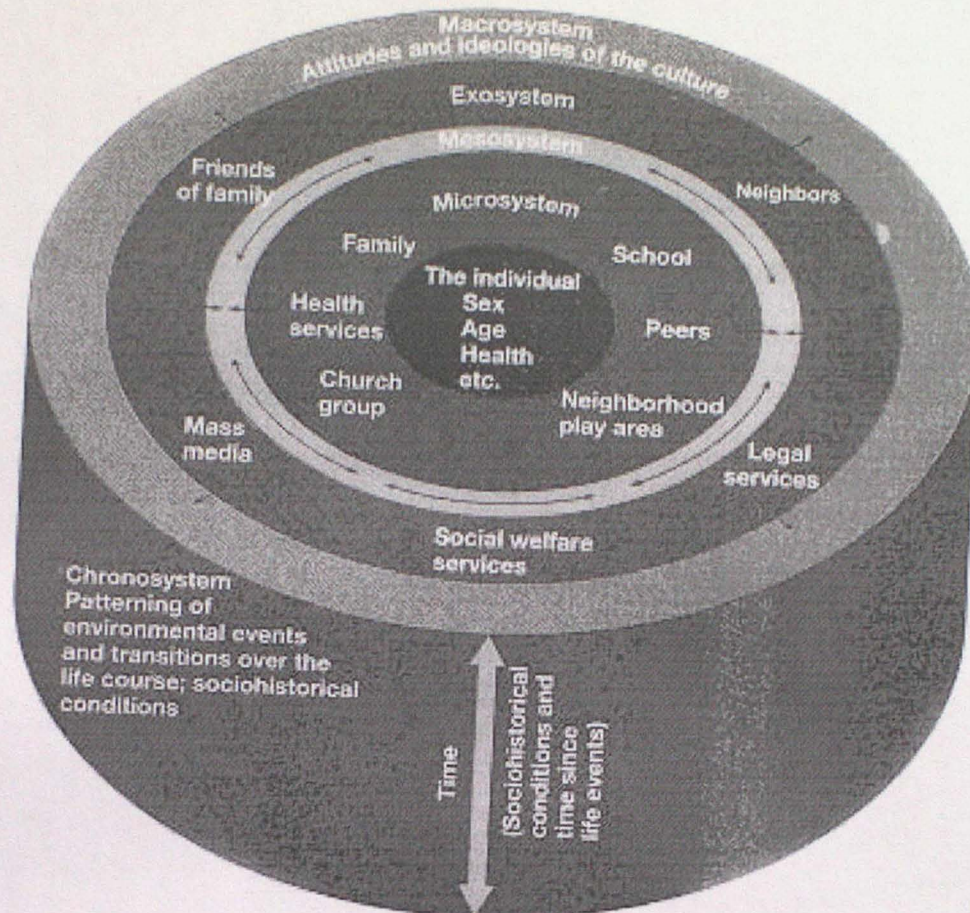 Macrosystem
Attitudes and ideologies of the culture
Exosystem
Mesosystem
Friends
of family
Neighbors
Microsystem
Family
School
The individual
Sex
Age
Health
etc.
Health
services
Peers
Church
group
Neighborhood
play area
Mass
media
Legal
services
Social welfare
services
Chronosystem
Patterning of
environmental events
and transitions over the
life course; sociohistorical
conditions
Time
(Sociohistorical
conditions and
time since
life events)